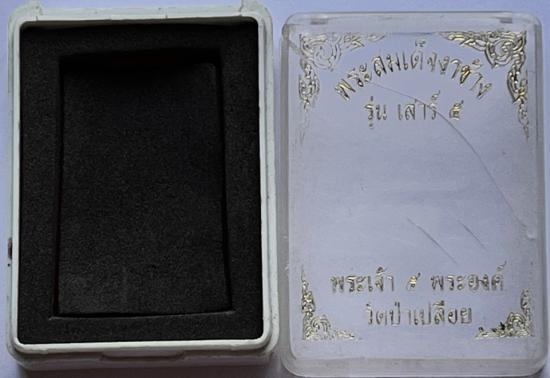 พระสมเด็จงาช้าง
รุ่น เสาร์ ๕
พระเจ้า ๕ พระองค์
วัดป่าเปลือย